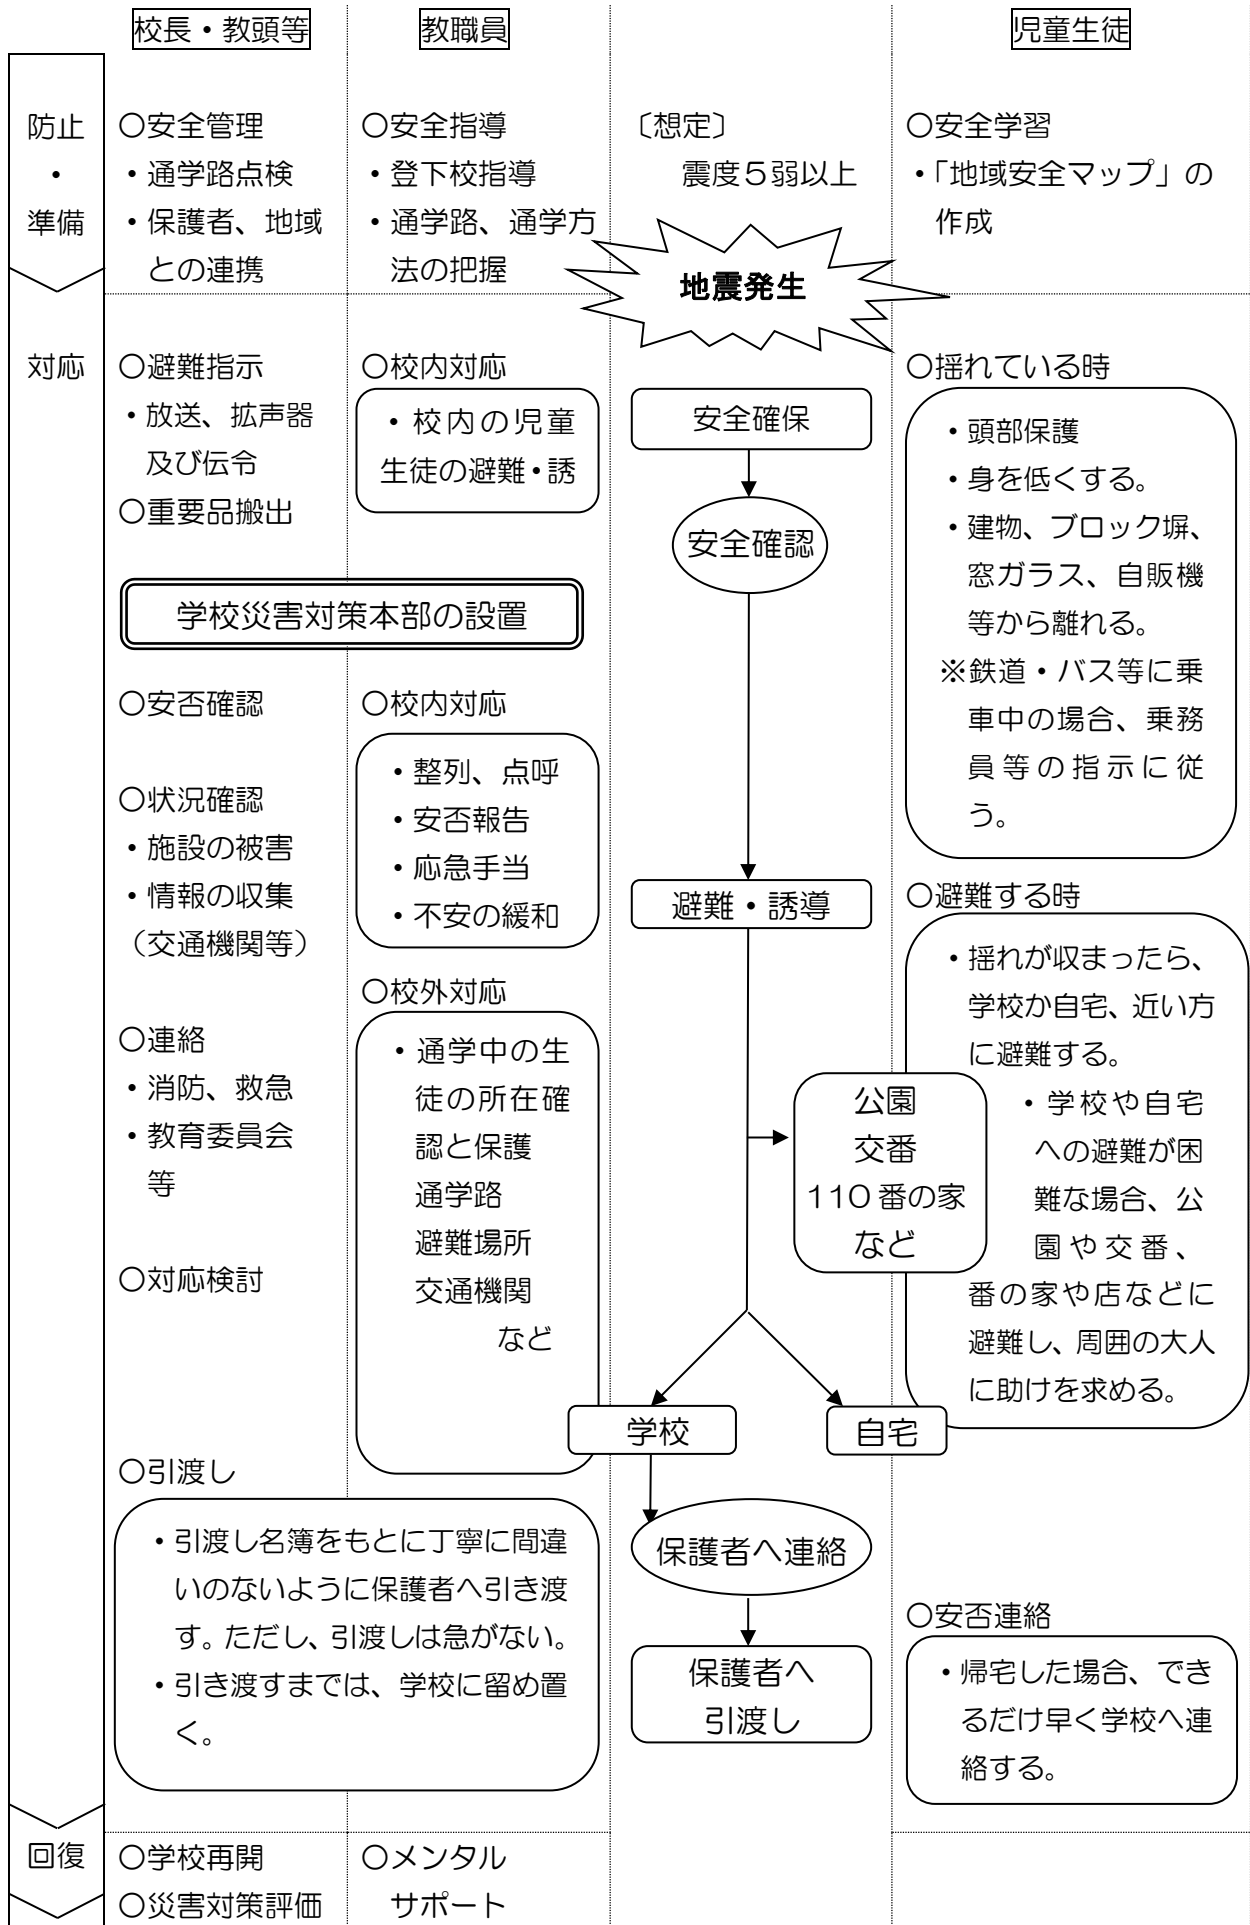 校長・教頭等
教職員
児童生徒
防止
・
準備
〇安全管理
・通学路点検
・保護者、地域
との連携
〇安全指導
・登下校指導
・通学路、通学方
法の把握
〔想定〕
震度５弱以上
〇安全学習
・「地域安全マップ」の
作成
地震発生
対応
〇避難指示
・放送、拡声器
及び伝令
〇重要品搬出
〇校内対応
・校内の児童
生徒の避難・誘
安全確保
安全確認
〇揺れている時
・頭部保護
・身を低くする。
・建物、ブロック塀、
窓ガラス、自販機
等から離れる。
※鉄道・バス等に乗
車中の場合、乗務
員等の指示に従
う。
学校災害対策本部の設置
〇安否確認
〇状況確認
・施設の被害
・情報の収集
（交通機関等）
〇連絡
・消防、救急
・教育委員会
等
〇対応検討
〇校内対応
・整列、点呼
・安否報告
・応急手当
・不安の緩和
〇校外対応
・通学中の生
徒の所在確
認と保護
通学路
避難場所
交通機関
など
避難・誘導
公園
交番
110番の家
など
〇避難する時
・揺れが収まったら、
学校か自宅、近い方
に避難する。
・学校や自宅
への避難が困
難な場合、公
園や交番、
番の家や店などに
避難し、周囲の大人
に助けを求める。
学校
自宅
〇引渡し
・引渡し名簿をもとに丁寧に間違
いのないように保護者へ引き渡
す。ただし、引渡しは急がない。
・引き渡すまでは、学校に留め置
く。
保護者へ連絡
保護者へ
引渡し
〇安否連絡
・帰宅した場合、でき
るだけ早く学校へ連
絡する。
回復
〇学校再開
〇災害対策評価
〇メンタル
サポート